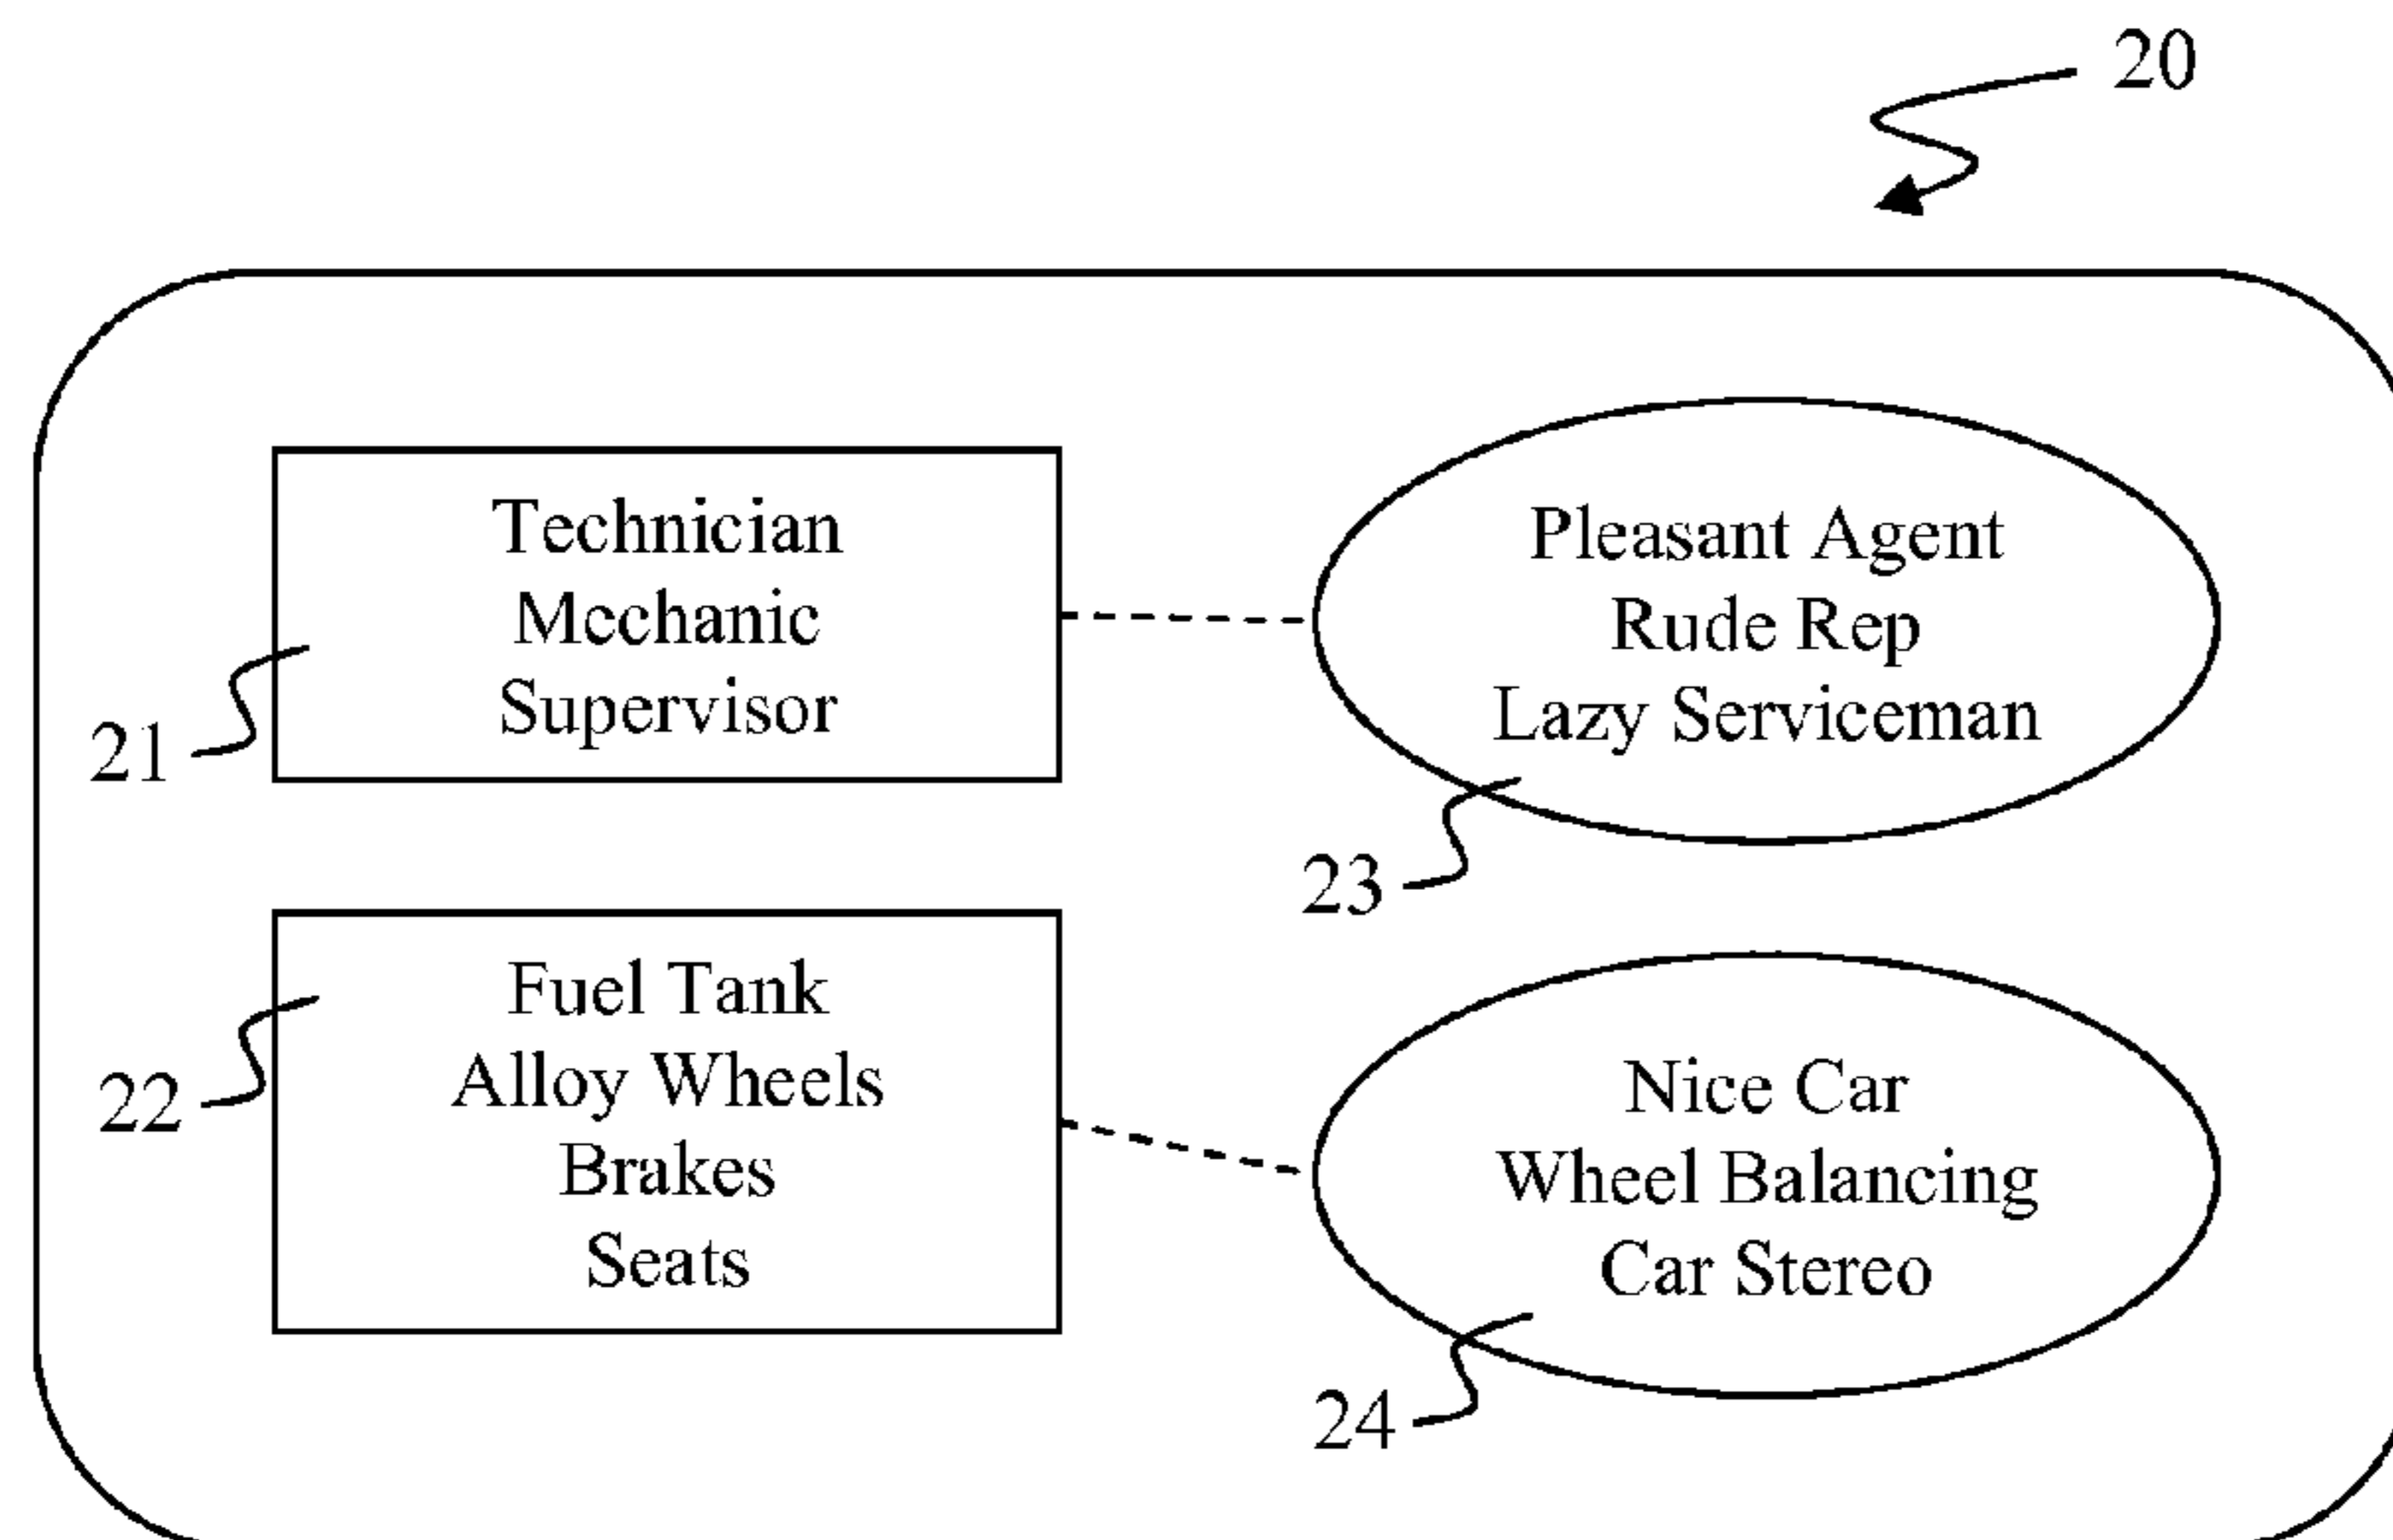 20
Technician
Mechanic
Supervisor
21
Pleasant Agent
Rude Rep
Lazy Serviceman
23
Fuel Tank
Alloy Wheels
Brakes
Seats
22
Nice Car
Wheel Balancing
Car Stereo
24